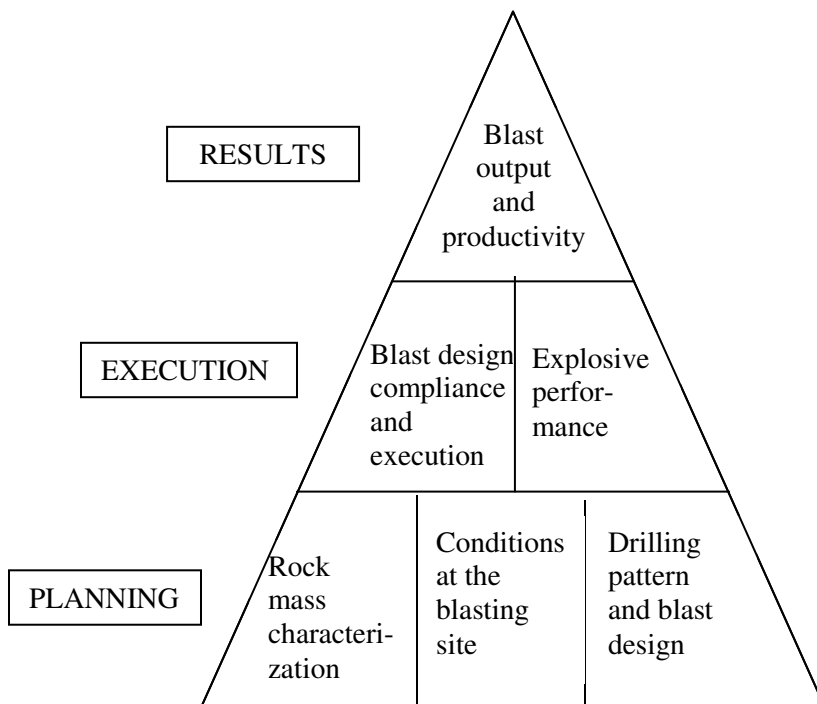 RESULTS
Blast
output
and
productivity
EXECUTION
Blast design
compliance
and
execution
Explosive
perfor-
mance
PLANNING
Rock
mass
characteri-
zation
Conditions
at the
blasting
site
Drilling
pattern
and blast
design